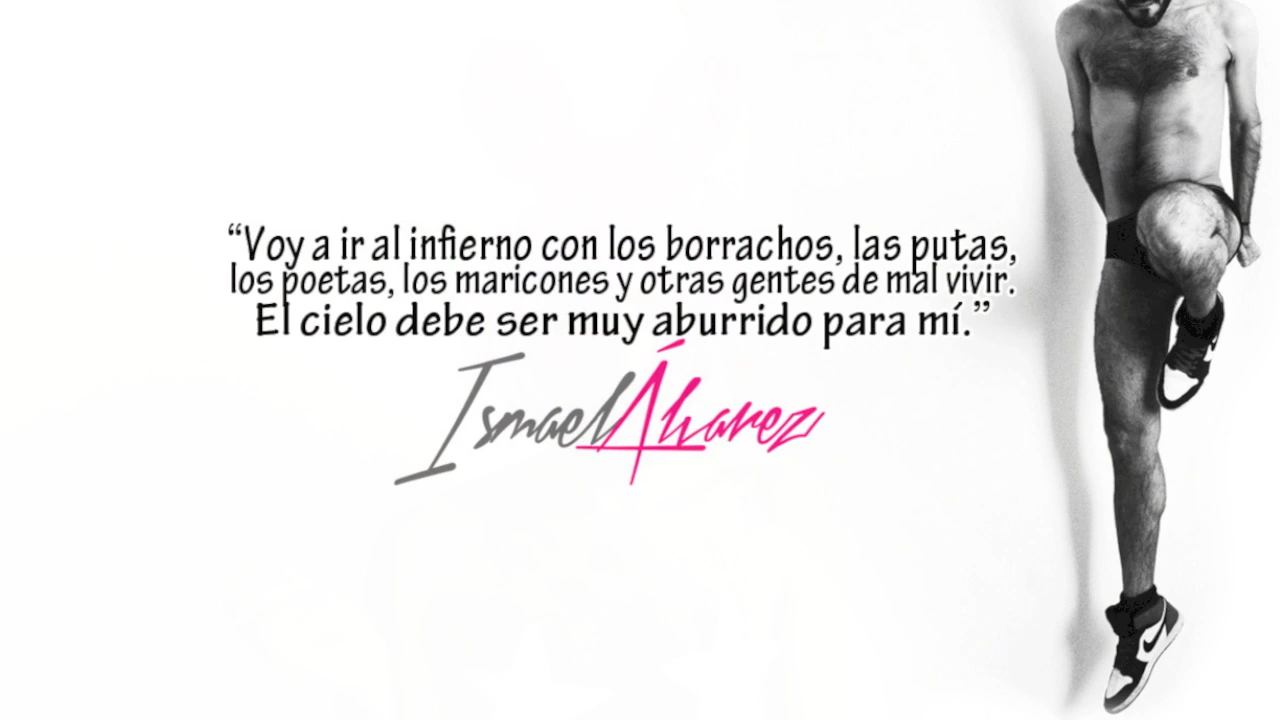 “Voy a ir al infierno con los borrachos, las putas,
los poetas, los maricones y otras gentes de mal vivir.
El cielo debe ser muy aburrido para mí.”
Ismael Álvarez